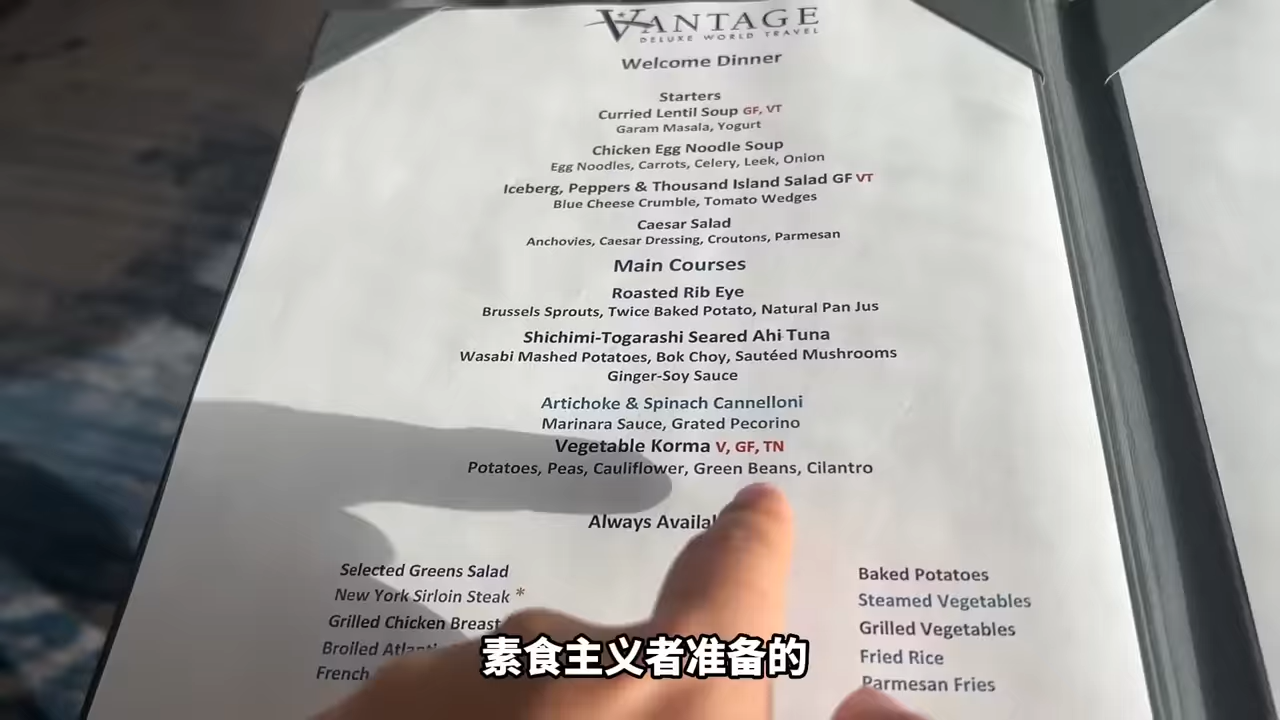 VANTAGE
DELUXE WORLD TRAVEL
Welcome Dinner
Starters
Curried Lentil Soup GF, VT
Garam Masala, Yogurt
Chicken Egg Noodle Soup
Egg Noodles, Carrots, Celery, Leek, Onion
Iceberg, Peppers & Thousand Island Salad GF VT
Blue Cheese Crumble, Tomato Wedges
Caesar Salad
Anchovies, Caesar Dressing, Croutons, Parmesan
Main Courses
Roasted Rib Eye
Brussels Sprouts, Twice Baked Potato, Natural Pan Jus
Shichimi-Togarashi Seared Ahi Tuna
Wasabi Mashed Potatoes, Bok Choy, Sautéed Mushrooms
Ginger-Soy Sauce
Artichoke & Spinach Cannelloni
Marinara Sauce, Grated Pecorino
Vegetable Korma V, GF, TN
Potatoes, Peas, Cauliflower, Green Beans, Cilantro
Always
Selected Greens Salad
New York Sirloin Steak *
Grilled Chicken Breast
Broiled
French
Baked Potatoes
Steamed Vegetables
Grilled Vegetables
Fried Rice
Parmesan Fries
素食主义者准备的